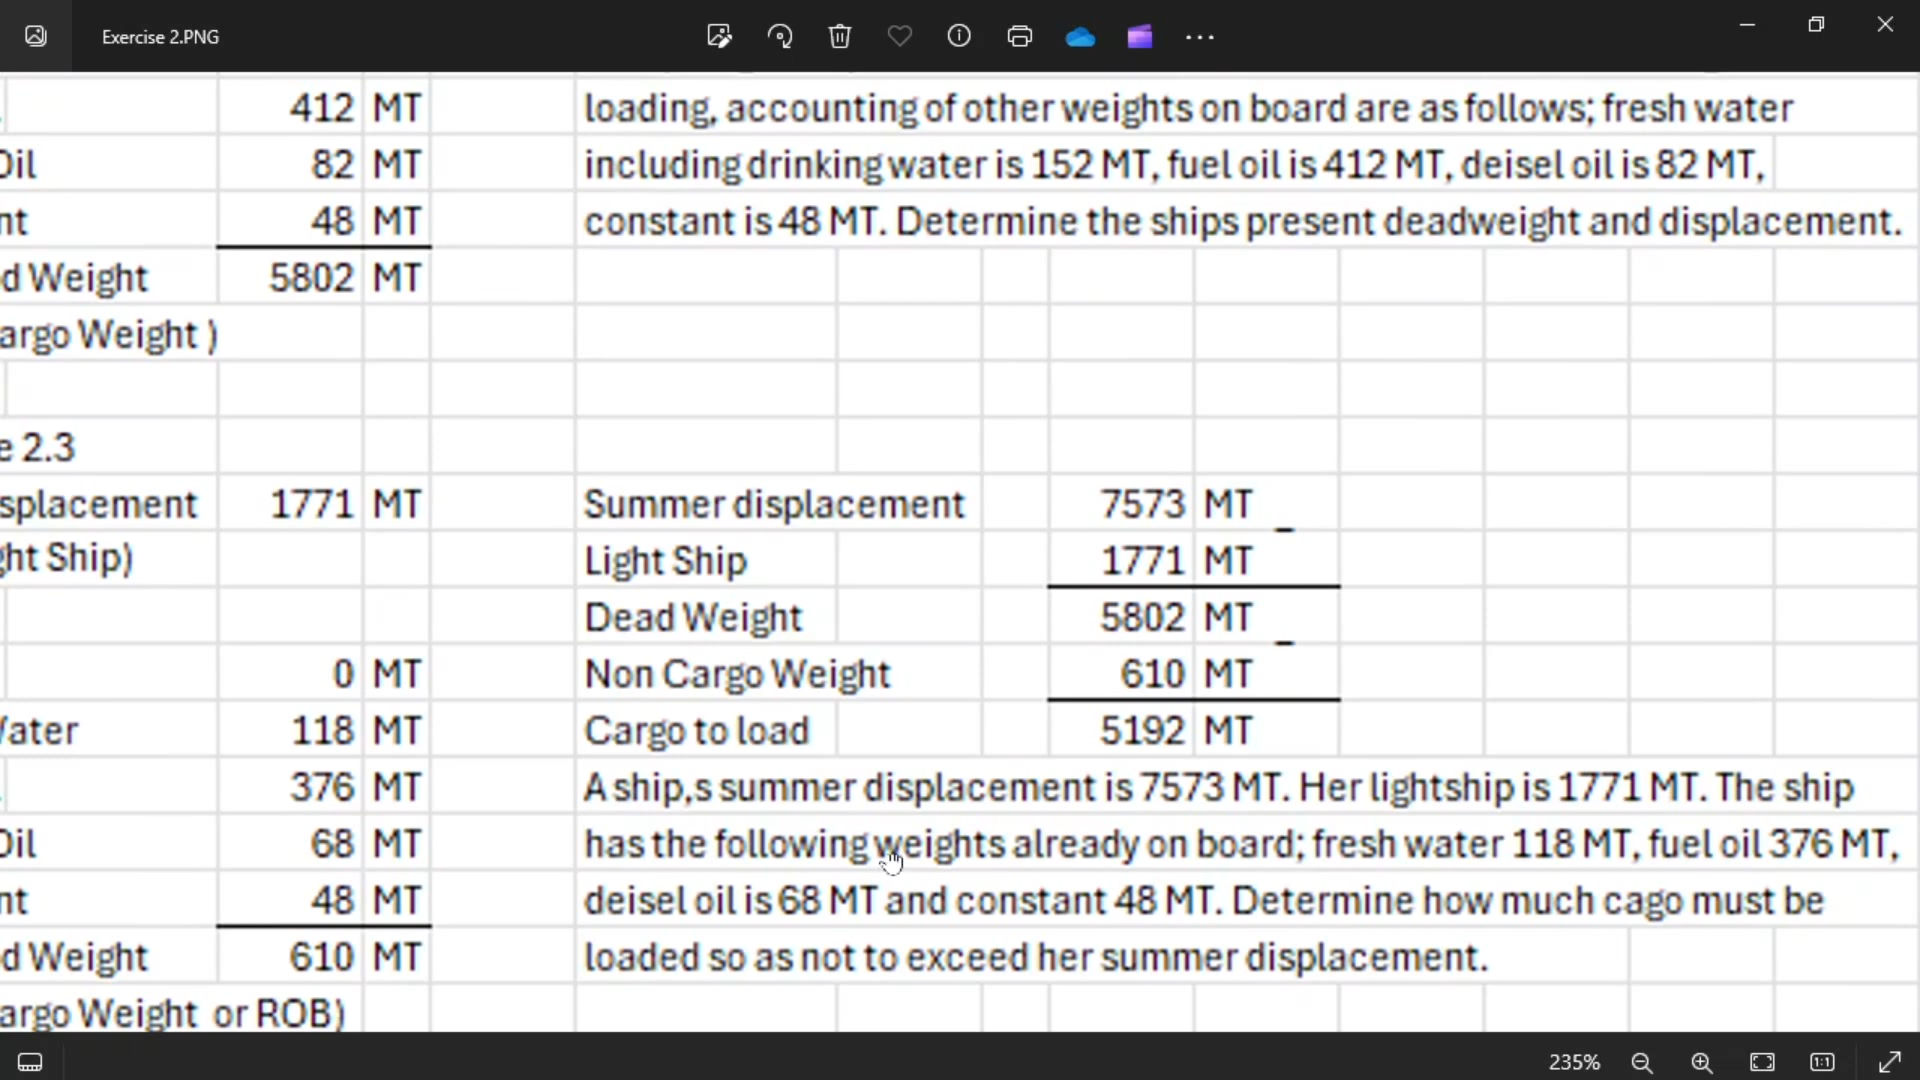 Exercise 2.PNG
412 MT loading, accounting of other weights on board are as follows; fresh water
Oil 82 MT including drinking water is 152 MT, fuel oil is 412 MT, deisel oil is 82 MT,
nt 48 MT constant is 48 MT. Determine the ships present deadweight and displacement.
d Weight 5802 MT
argo Weight )
e 2.3
splacement 1771 MT Summer displacement 7573 MT _
ght Ship) Light Ship 1771 MT
Dead Weight 5802 MT _
0 MT Non Cargo Weight 610 MT
Vater 118 MT Cargo to load 5192 MT
376 MT A ship,s summer displacement is 7573 MT. Her lightship is 1771 MT. The ship
Oil 68 MT has the following weights already on board; fresh water 118 MT, fuel oil 376 MT,
nt 48 MT deisel oil is 68 MT and constant 48 MT. Determine how much cago must be
d Weight 610 MT loaded so as not to exceed her summer displacement.
argo Weight or ROB)
235%
1:1